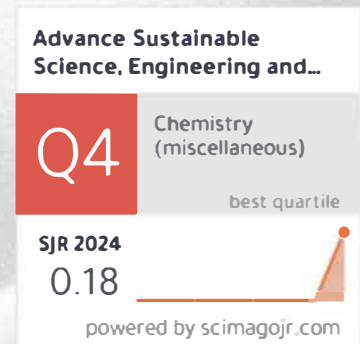 Advance Sustainable
Science, Engineering and...
Q4
Chemistry
(miscellaneous)
best quartile
SJR 2024
0.18
powered by scimagojr.com